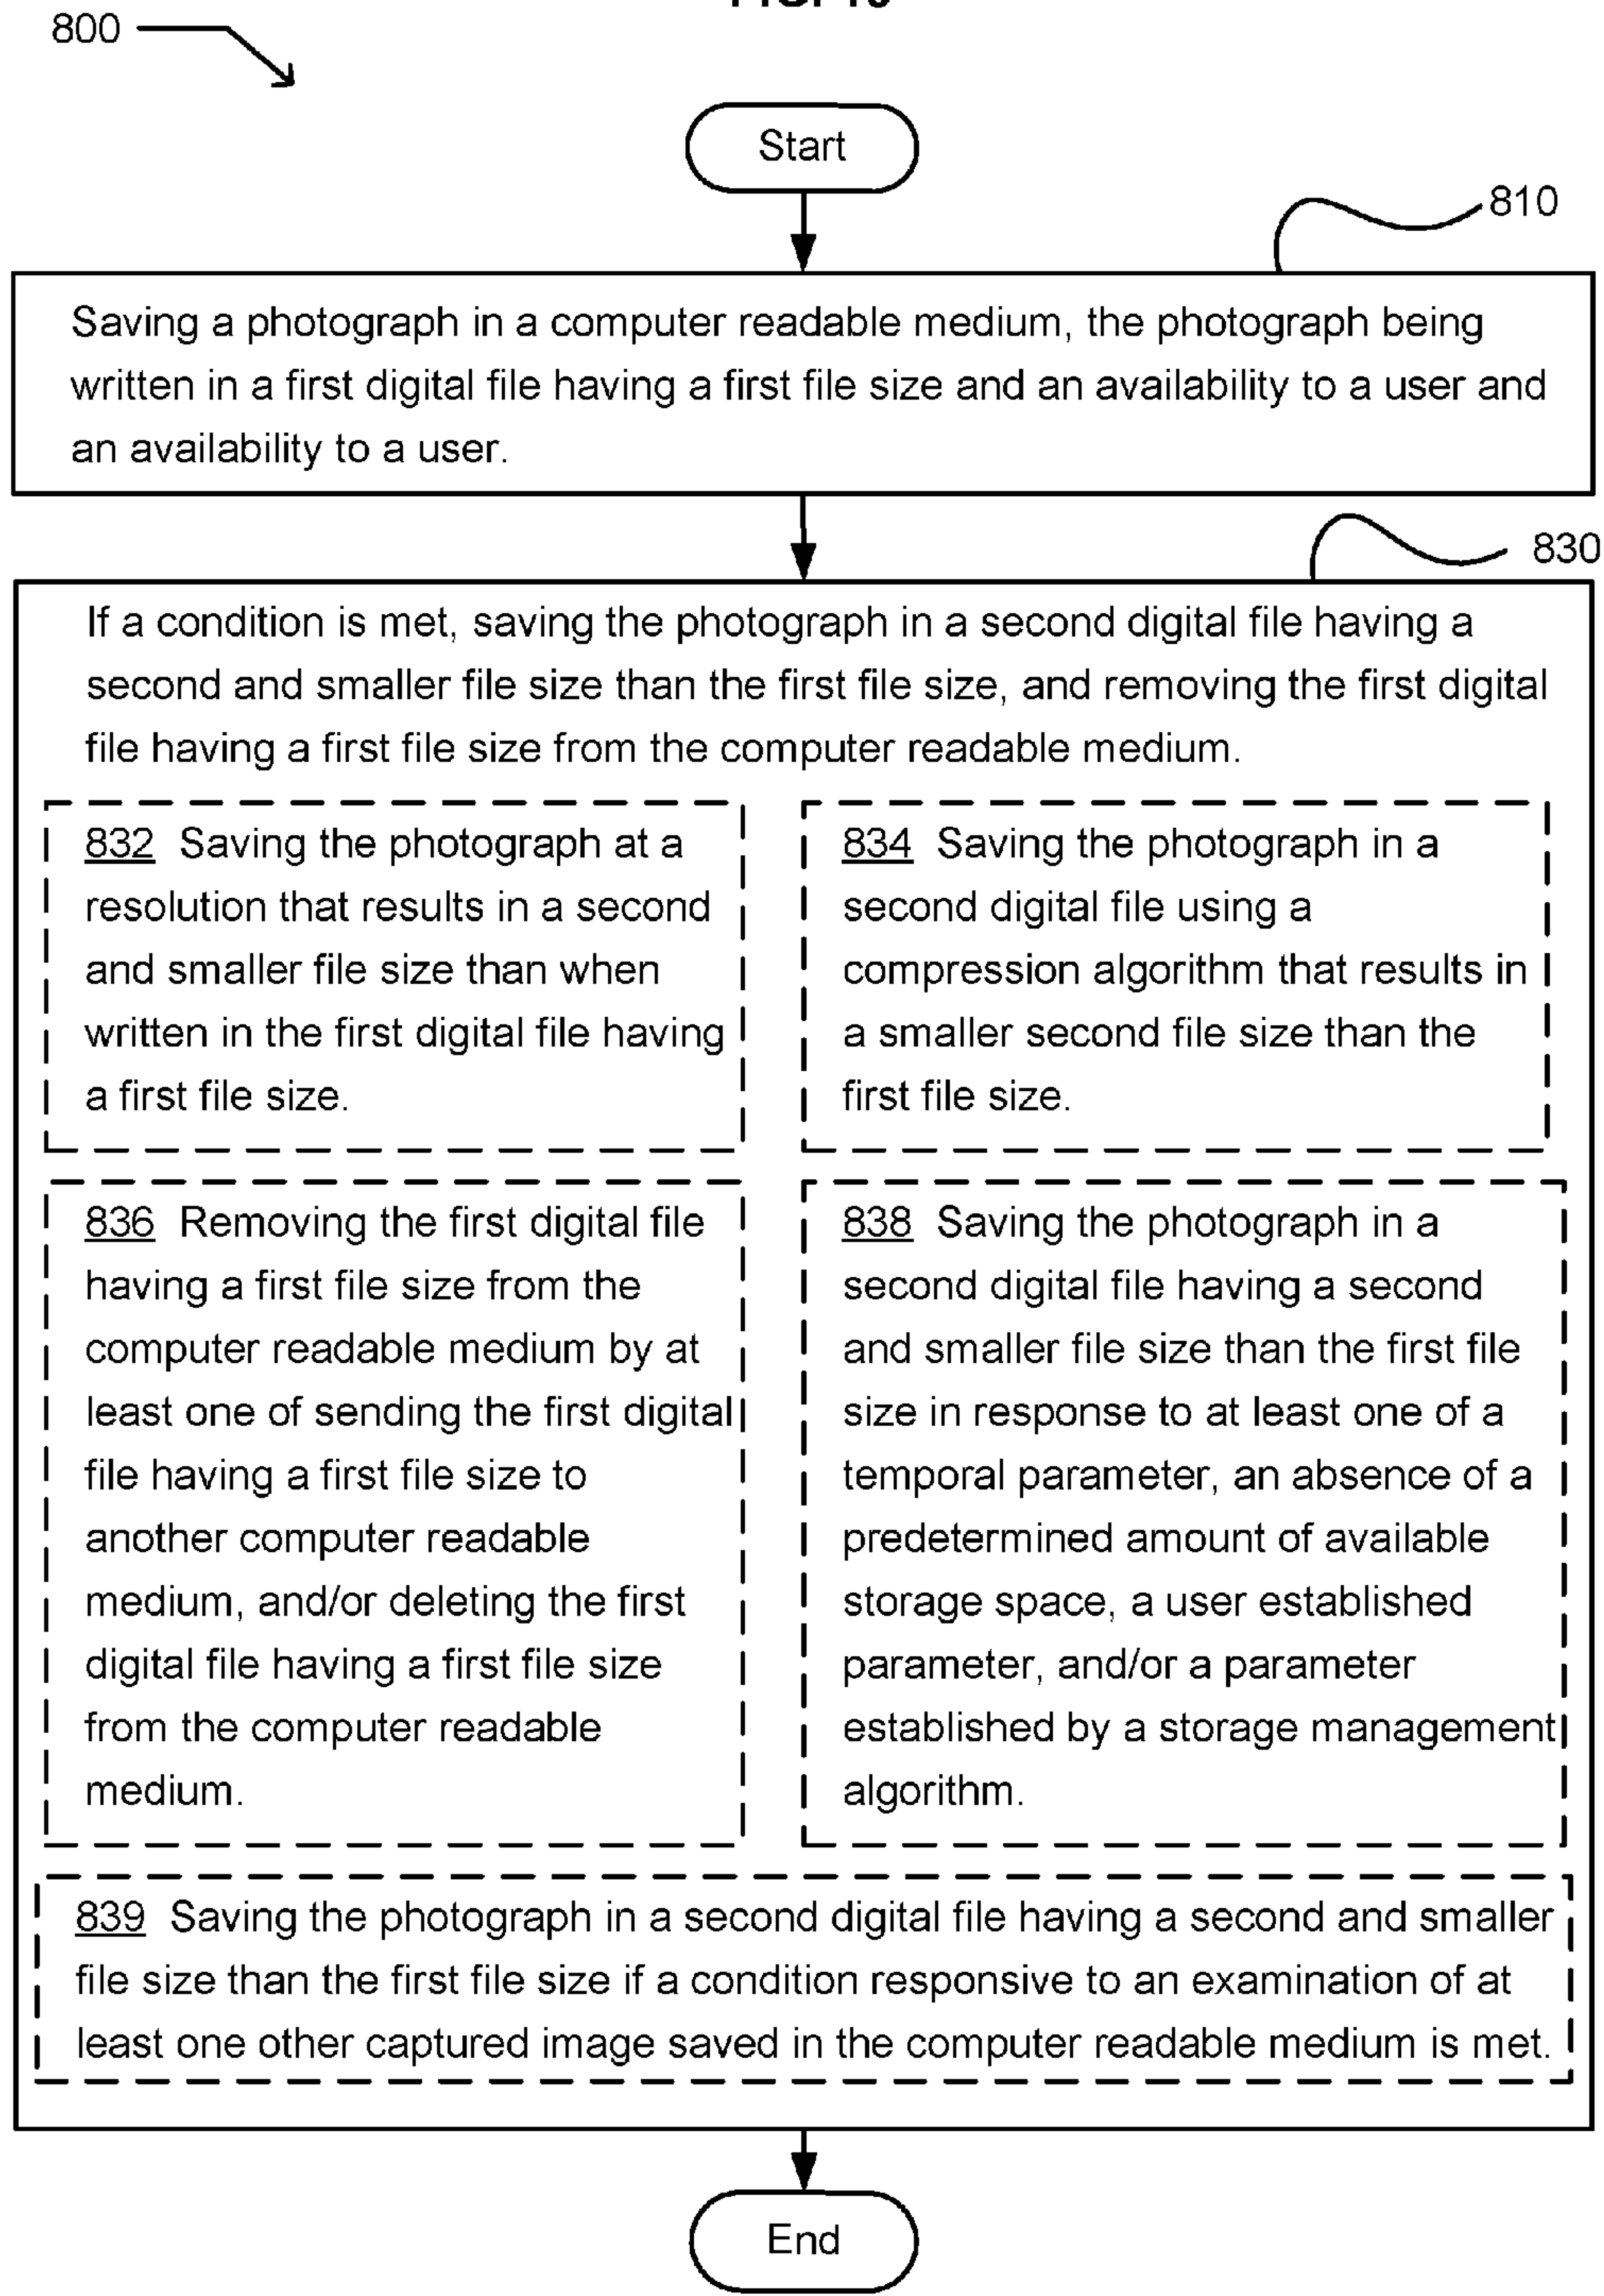 800
Start
810
Saving a photograph in a computer readable medium, the photograph being
written in a first digital file having a first file size and an availability to a user and
an availability to a user.
830
If a condition is met, saving the photograph in a second digital file having a
second and smaller file size than the first file size, and removing the first digital
file having a first file size from the computer readable medium.
832 Saving the photograph at a
resolution that results in a second
and smaller file size than when
written in the first digital file having
a first file size.
834 Saving the photograph in a
second digital file using a
compression algorithm that results in
a smaller second file size than the
first file size.
836 Removing the first digital file
having a first file size from the
computer readable medium by at
least one of sending the first digital
file having a first file size to
another computer readable
medium, and/or deleting the first
digital file having a first file size
from the computer readable
medium.
838 Saving the photograph in a
second digital file having a second
and smaller file size than the first file
size in response to at least one of a
temporal parameter, an absence of a
predetermined amount of available
storage space, a user established
parameter, and/or a parameter
established by a storage management
algorithm.
839 Saving the photograph in a second digital file having a second and smaller
file size than the first file size if a condition responsive to an examination of at
least one other captured image saved in the computer readable medium is met.
End